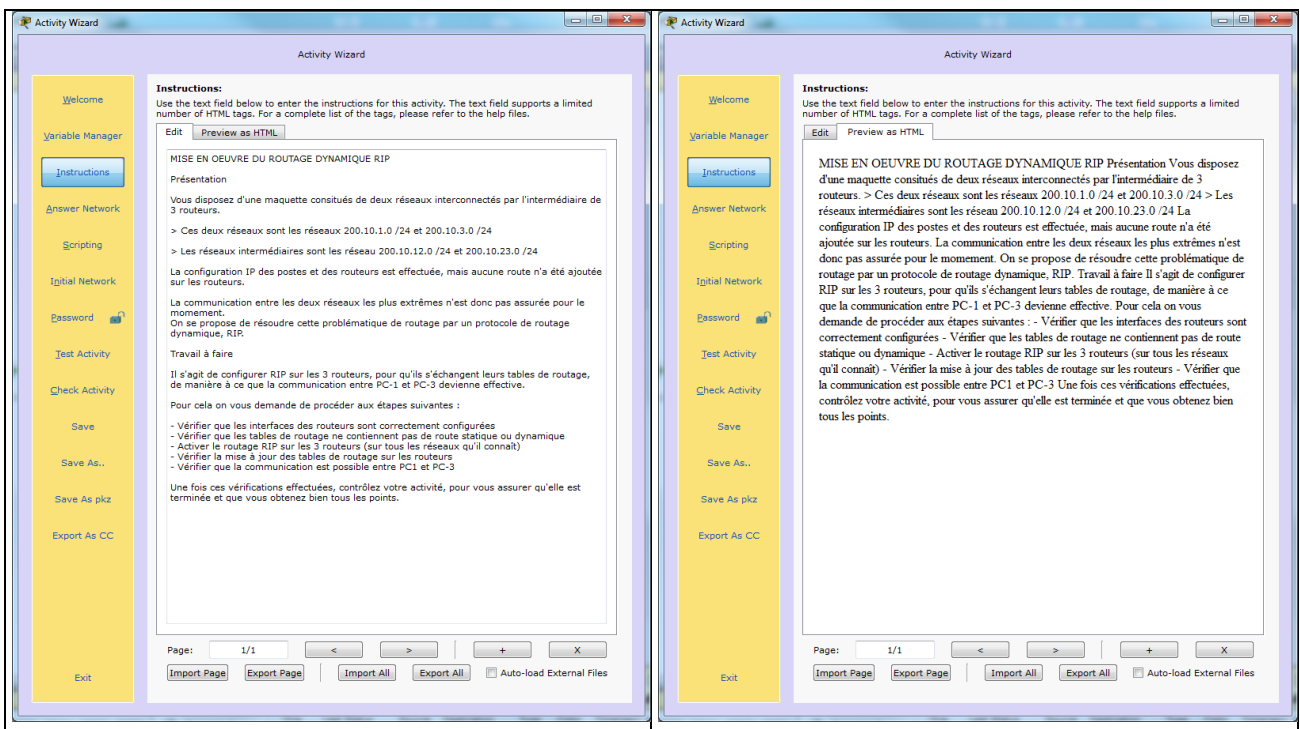 Activity Wizard
Activity Wizard
Welcome
Variable Manager
Instructions
Answer Network
Scripting
Initial Network
Password
Test Activity
Check Activity
Save
Save As..
Save As pkz
Export As CC
Exit
Instructions:
Use the text field below to enter the instructions for this activity. The text field supports a limited
number of HTML tags. For a complete list of the tags, please refer to the help files.
Edit Preview as HTML
MISE EN OEUVRE DU ROUTAGE DYNAMIQUE RIP
Présentation
Vous disposez d'une maquette consitués de deux réseaux interconnectés par l'intermédiaire de
3 routeurs.
> Ces deux réseaux sont les réseaux 200.10.1.0 /24 et 200.10.3.0 /24
> Les réseaux intermédiaires sont les réseau 200.10.12.0 /24 et 200.10.23.0 /24
La configuration IP des postes et des routeurs est effectuée, mais aucune route n'a été ajoutée
sur les routeurs.
La communication entre les deux réseaux les plus extrêmes n'est donc pas assurée pour le
momement.
On se propose de résoudre cette problématique de routage par un protocole de routage
dynamique, RIP.
Travail à faire
Il s'agit de configurer RIP sur les 3 routeurs, pour qu'ils s'échangent leurs tables de routage,
de manière à ce que la communication entre PC-1 et PC-3 devienne effective.
Pour cela on vous demande de procéder aux étapes suivantes :
- Vérifier que les interfaces des routeurs sont correctement configurées
- Vérifier que les tables de routage ne contiennent pas de route statique ou dynamique
- Activer le routage RIP sur les 3 routeurs (sur tous les réseaux qu'il connaît)
- Vérifier la mise à jour des tables de routage sur les routeurs
- Vérifier que la communication est possible entre PC1 et PC-3
Une fois ces vérifications effectuées, contrôlez votre activité, pour vous assurer qu'elle est
terminée et que vous obtenez bien tous les points.
Page: 1/1 < > + X
Import Page Export Page Import All Export All Auto-load External Files
Activity Wizard
Activity Wizard
Welcome
Variable Manager
Instructions
Answer Network
Scripting
Initial Network
Password
Test Activity
Check Activity
Save
Save As..
Save As pkz
Export As CC
Exit
Instructions:
Use the text field below to enter the instructions for this activity. The text field supports a limited
number of HTML tags. For a complete list of the tags, please refer to the help files.
Edit Preview as HTML
MISE EN OEUVRE DU ROUTAGE DYNAMIQUE RIP Présentation Vous disposez
d'une maquette consitués de deux réseaux interconnectés par l'intermédiaire de 3
routeurs. > Ces deux réseaux sont les réseaux 200.10.1.0 /24 et 200.10.3.0 /24 > Les
réseaux intermédiaires sont les réseau 200.10.12.0 /24 et 200.10.23.0 /24 La
configuration IP des postes et des routeurs est effectuée, mais aucune route n'a été
ajoutée sur les routeurs. La communication entre les deux réseaux les plus extrêmes n'est
donc pas assurée pour le momement. On se propose de résoudre cette problématique de
routage par un protocole de routage dynamique, RIP. Travail à faire Il s'agit de configurer
RIP sur les 3 routeurs, pour qu'ils s'échangent leurs tables de routage, de manière à ce
que la communication entre PC-1 et PC-3 devienne effective. Pour cela on vous
demande de procéder aux étapes suivantes : - Vérifier que les interfaces des routeurs sont
correctement configurées - Vérifier que les tables de routage ne contiennent pas de route
statique ou dynamique - Activer le routage RIP sur les 3 routeurs (sur tous les réseaux
qu'il connaît) - Vérifier la mise à jour des tables de routage sur les routeurs - Vérifier que
la communication est possible entre PC1 et PC-3 Une fois ces vérifications effectuées,
contrôlez votre activité, pour vous assurer qu'elle est terminée et que vous obtenez bien
tous les points.
Page: 1/1 < > + X
Import Page Export Page Import All Export All Auto-load External Files